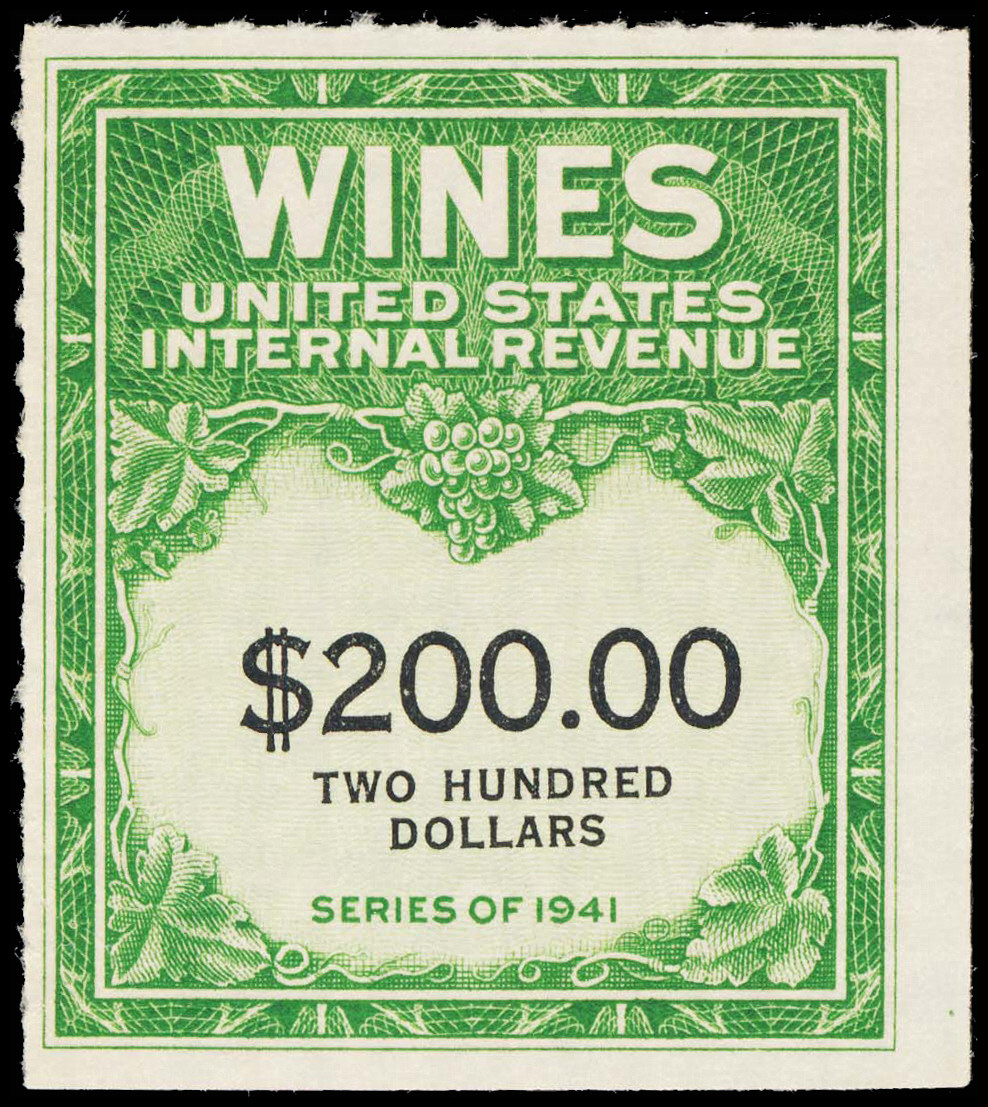 WINES
UNITED STATES
INTERNAL REVENUE
$200.00
TWO HUNDRED
DOLLARS
SERIES OF 1941